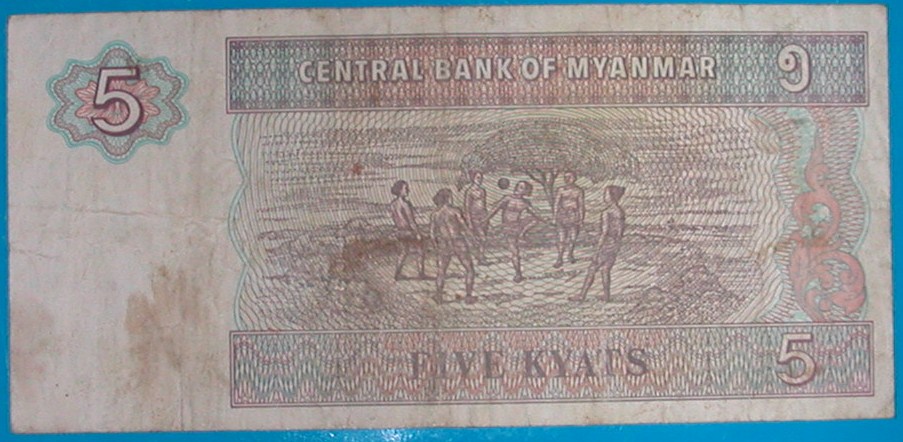 5
CENTRAL BANK OF MYANMAR ၅
FIVE KYATS 5